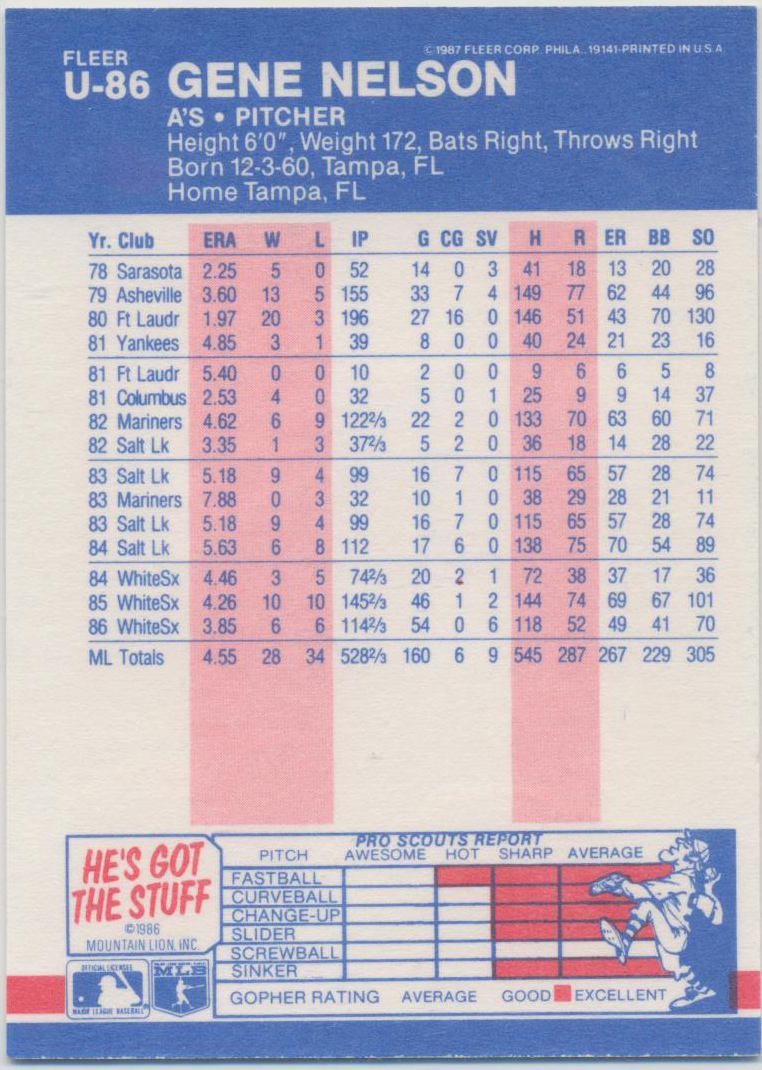 FLEER
© 1987 FLEER CORP. PHILA. 19141-PRINTED IN U.S.A.
U-86 GENE NELSON
A'S • PITCHER
Height 6'0", Weight 172, Bats Right, Throws Right
Born 12-3-60, Tampa, FL
Home Tampa, FL
Yr. Club ERA W L IP G CG SV H R ER BB SO
78 Sarasota 2.25 5 0 52 14 0 3 41 18 13 20 28
79 Asheville 3.60 13 5 155 33 7 4 149 77 62 44 96
80 Ft Laudr 1.97 20 3 196 27 16 0 146 51 43 70 130
81 Yankees 4.85 3 1 39 8 0 0 40 24 21 23 16
81 Ft Laudr 5.40 0 0 10 2 0 0 9 6 6 5 8
81 Columbus 2.53 4 0 32 5 0 1 25 9 9 14 37
82 Mariners 4.62 6 9 122⅔ 22 2 0 133 70 63 60 71
82 Salt Lk 3.35 1 3 37⅔ 5 2 0 36 18 14 28 22
83 Salt Lk 5.18 9 4 99 16 7 0 115 65 57 28 74
83 Mariners 7.88 0 3 32 10 1 0 38 29 28 21 11
83 Salt Lk 5.18 9 4 99 16 7 0 115 65 57 28 74
84 Salt Lk 5.63 6 8 112 17 6 0 138 75 70 54 89
84 WhiteSx 4.46 3 5 74⅔ 20 2 1 72 38 37 17 36
85 WhiteSx 4.26 10 10 145⅔ 46 1 2 144 74 69 67 101
86 WhiteSx 3.85 6 6 114⅔ 54 0 6 118 52 49 41 70
ML Totals 4.55 28 34 528⅔ 160 6 9 545 287 267 229 305
HE'S GOT
THE STUFF
©1986
MOUNTAIN LION, INC.
OFFICIAL LICENSEE
MAJOR LEAGUE BASEBALL
MLB
PRO SCOUTS REPORT
PITCH AWESOME HOT SHARP AVERAGE
FASTBALL
CURVEBALL
CHANGE-UP
SLIDER
SCREWBALL
SINKER
GOPHER RATING AVERAGE GOOD EXCELLENT